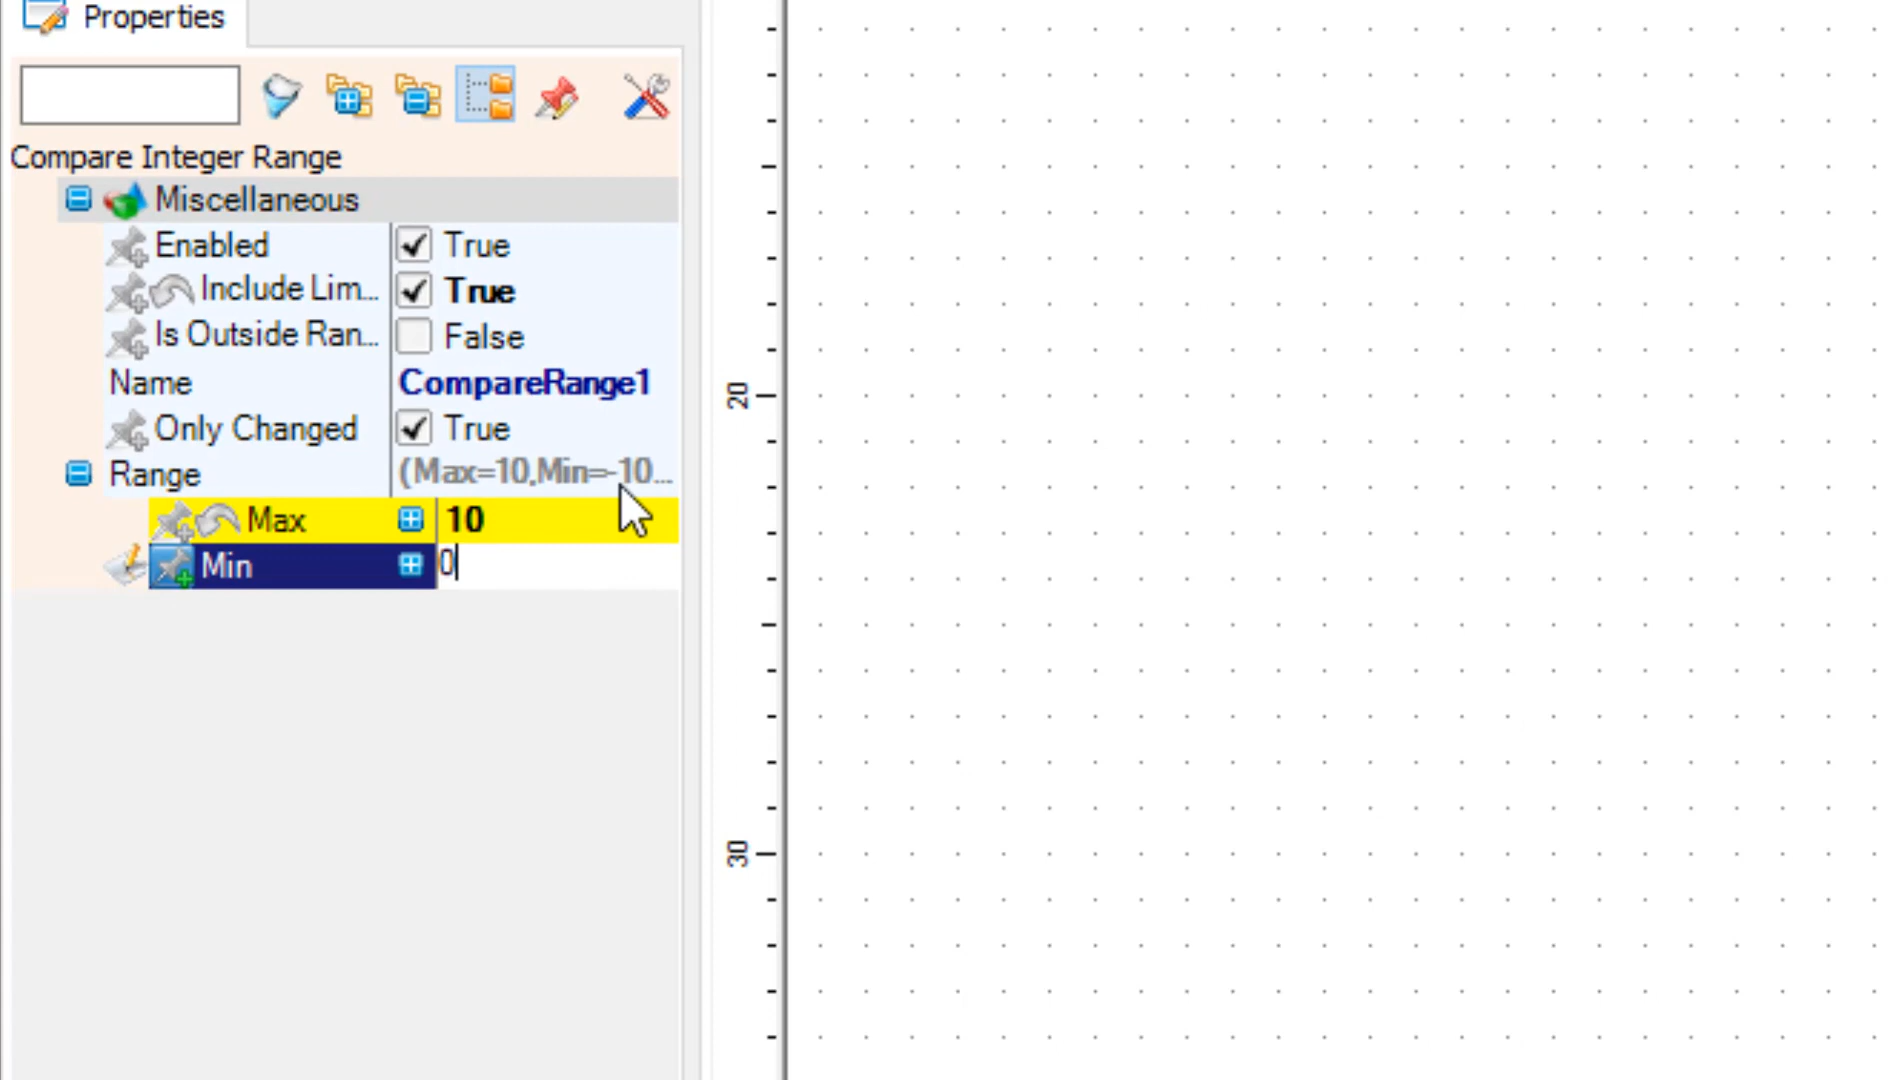 Properties
Compare Integer Range
Miscellaneous
Enabled True
Include Lim... True
Is Outside Ran... False
Name CompareRange1
Only Changed True
Range (Max=10,Min=-10...
Max 10
Min 0
20
30